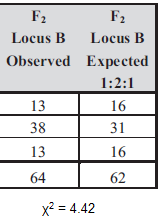 F₂ F₂
Locus B Locus B
Observed Expected
1:2:1
13 16
38 31
13 16
64 62
χ² = 4.42